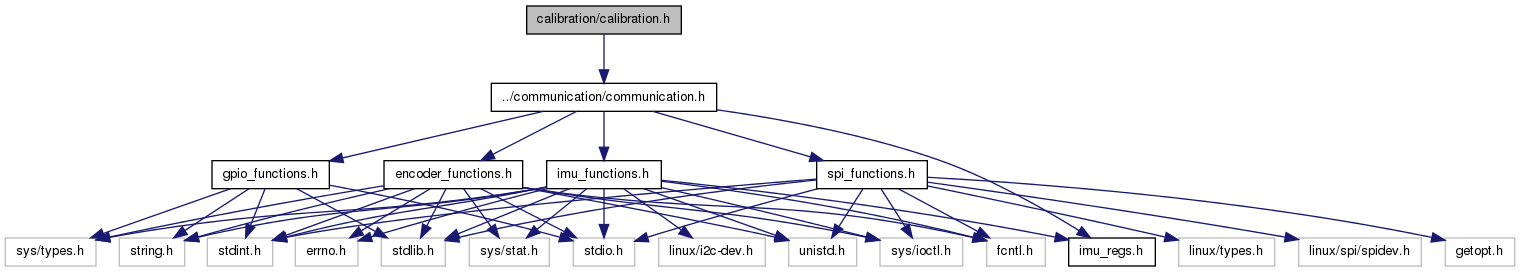 calibration/calibration.h
../communication/communication.h
gpio_functions.h
encoder_functions.h
imu_functions.h
spi_functions.h
sys/types.h
string.h
stdint.h
errno.h
stdlib.h
sys/stat.h
stdio.h
linux/i2c-dev.h
unistd.h
sys/ioctl.h
fcntl.h
imu_regs.h
linux/types.h
linux/spi/spidev.h
getopt.h